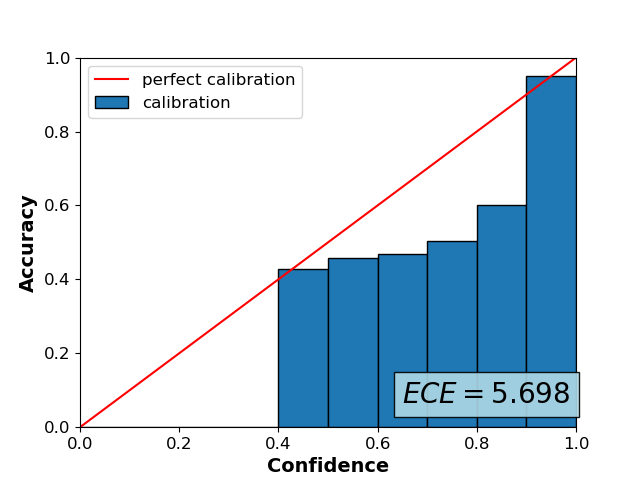 perfect calibration
calibration
1.0
0.8
0.6
0.4
0.2
0.0
Accuracy
ECE = 5.698
0.0 0.2 0.4 0.6 0.8 1.0
Confidence